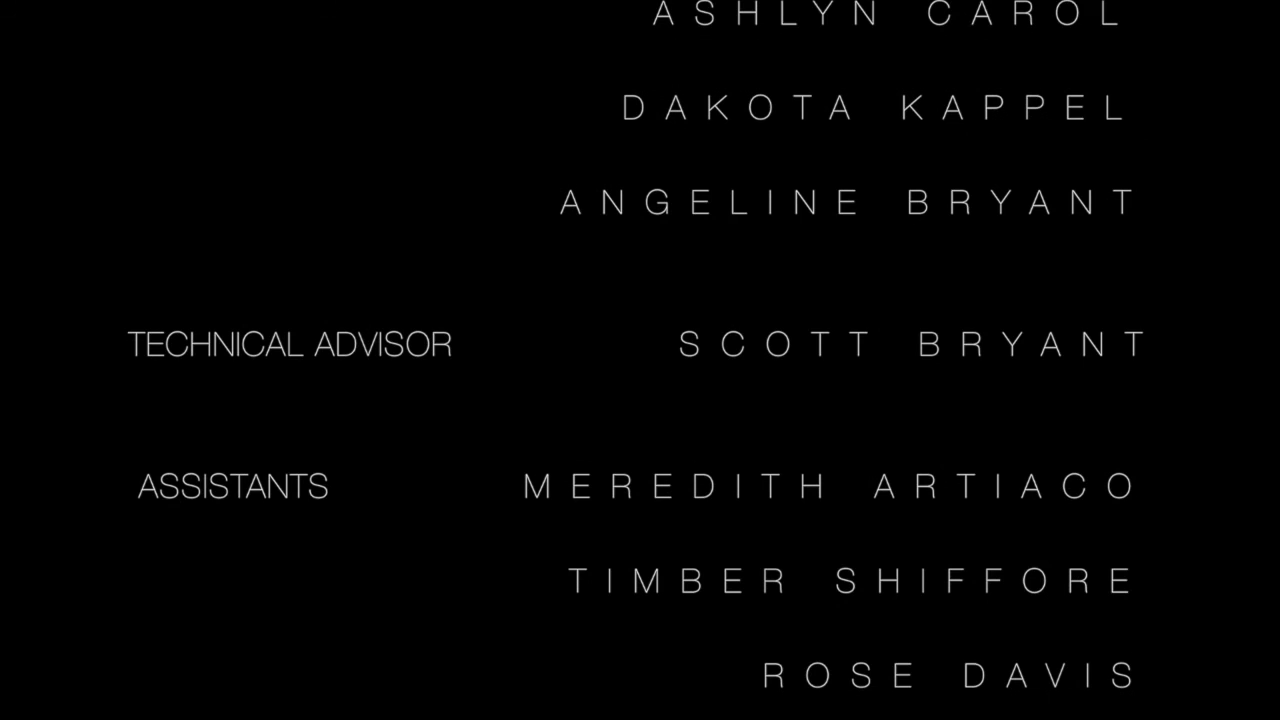 ASHLYN CAROL
DAKOTA KAPPEL
ANGELINE BRYANT
TECHNICAL ADVISOR SCOTT BRYANT
ASSISTANTS MEREDITH ARTIACO
TIMBER SHIFFORE
ROSE DAVIS